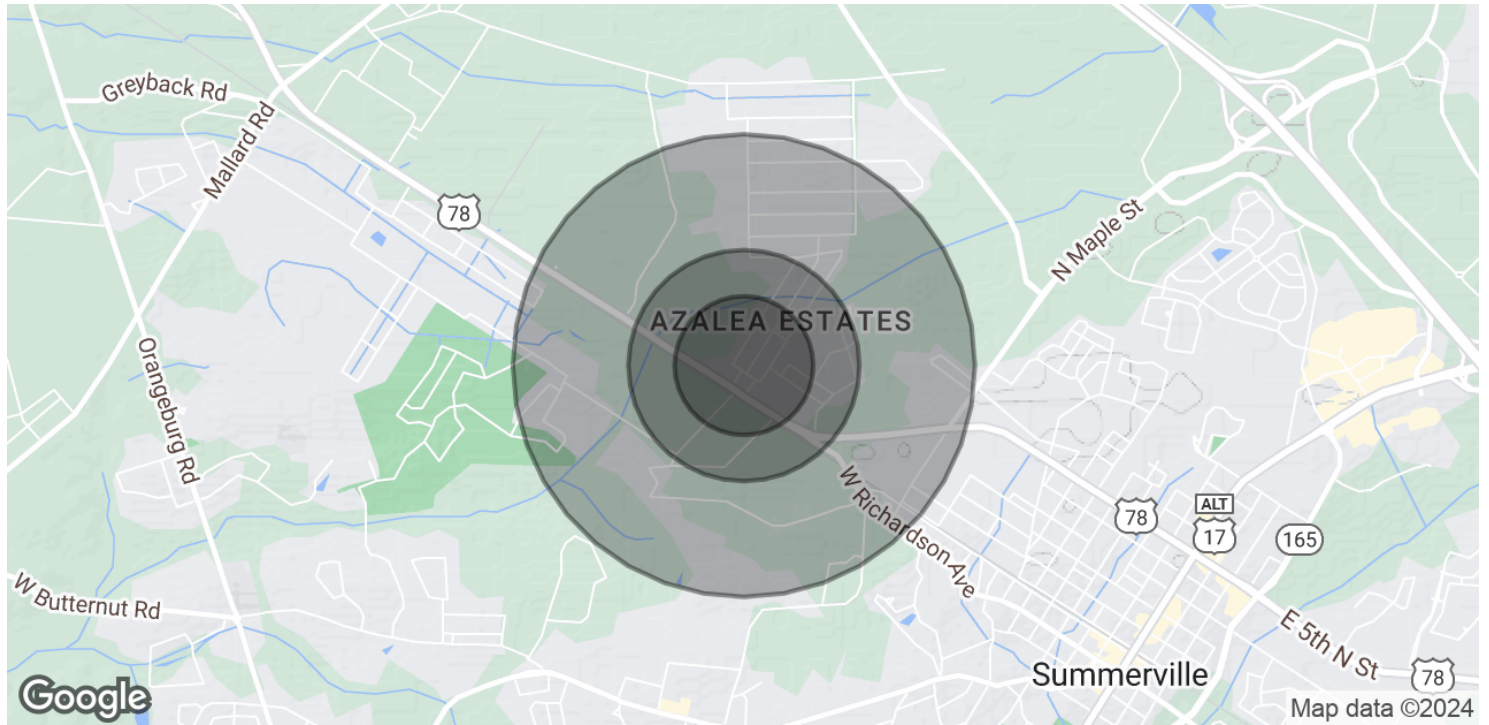 Greyback Rd
Mallard Rd
78
N Maple St
AZALEA ESTATES
Orangeburg Rd
W Richardson Ave
78
ALT
17
165
W Butternut Rd
E 5th N St
Summerville
78
Google
Map data ©2024